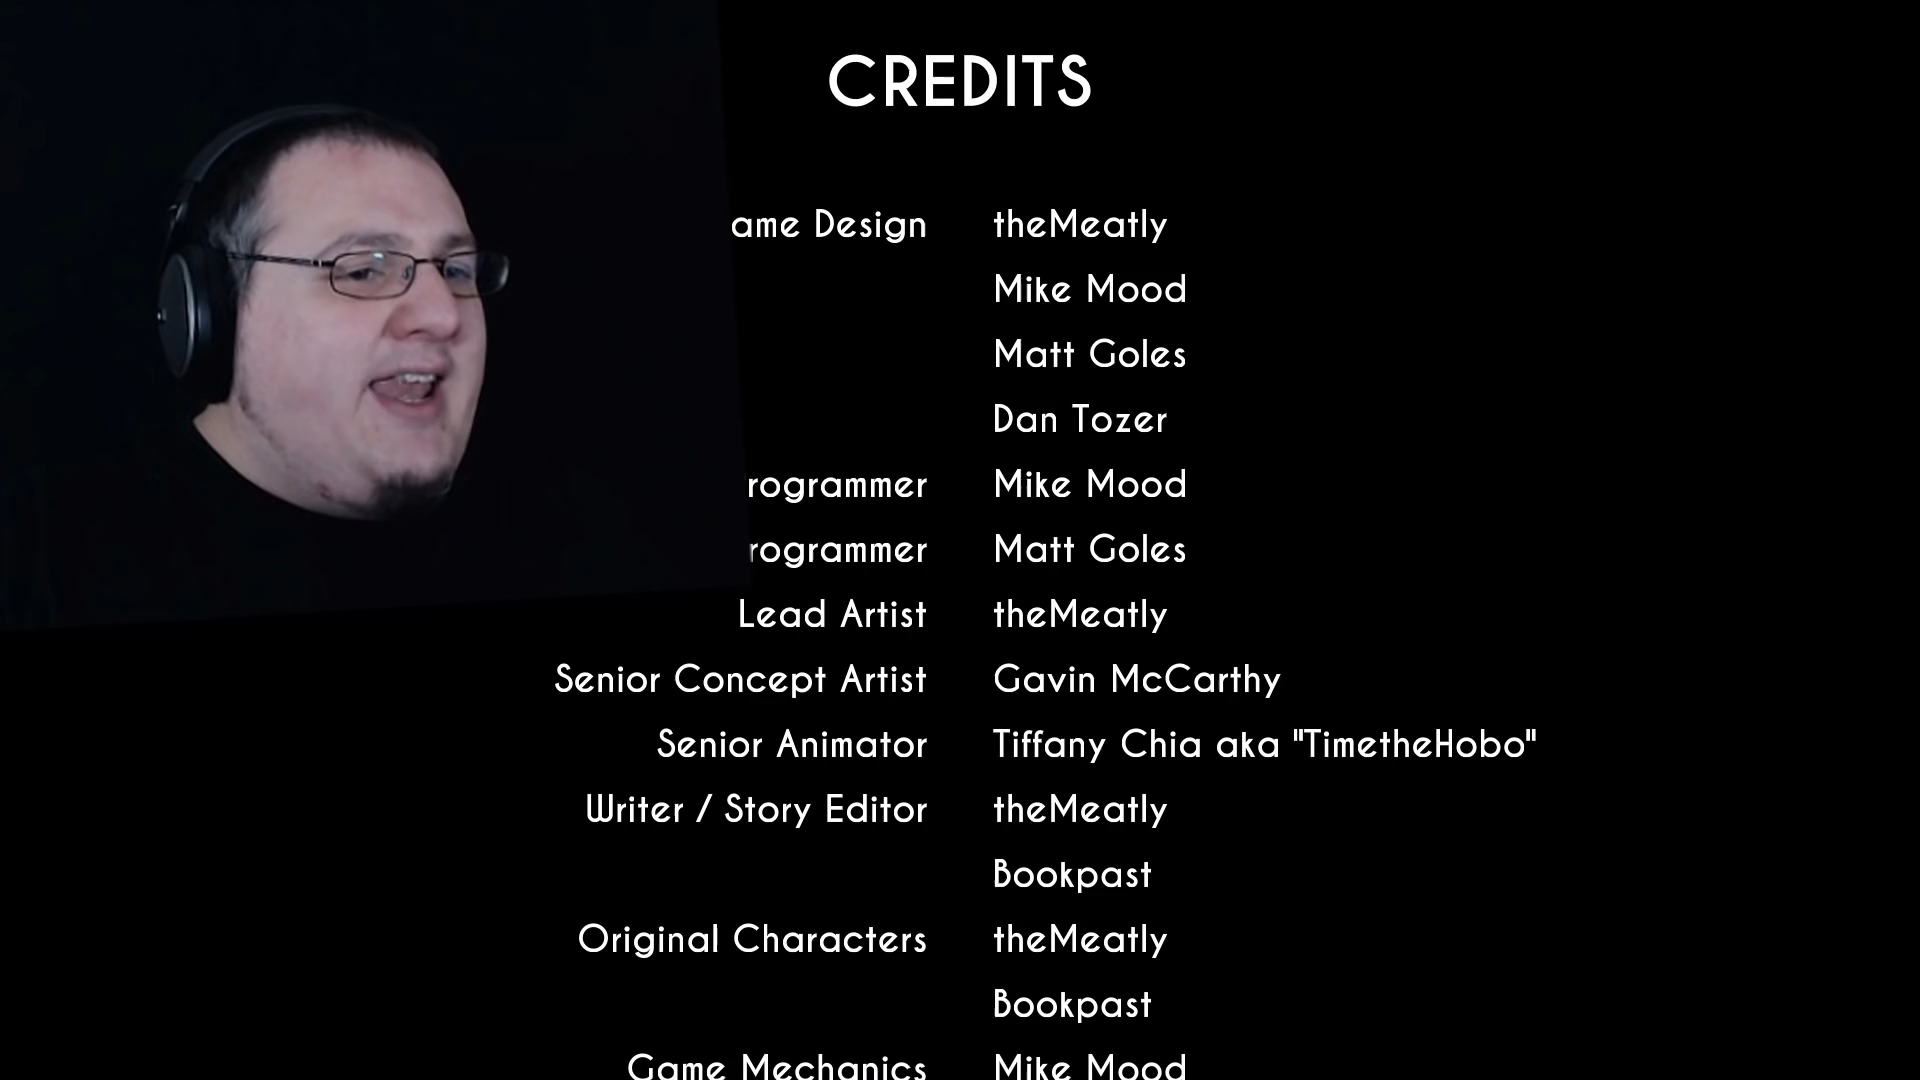 CREDITS
ame Design theMeatly
Mike Mood
Matt Goles
Dan Tozer
rogrammer Mike Mood
rogrammer Matt Goles
Lead Artist theMeatly
Senior Concept Artist Gavin McCarthy
Senior Animator Tiffany Chia aka "TimetheHobo"
Writer / Story Editor theMeatly
Bookpast
Original Characters theMeatly
Bookpast
Game Mechanics Mike Mood